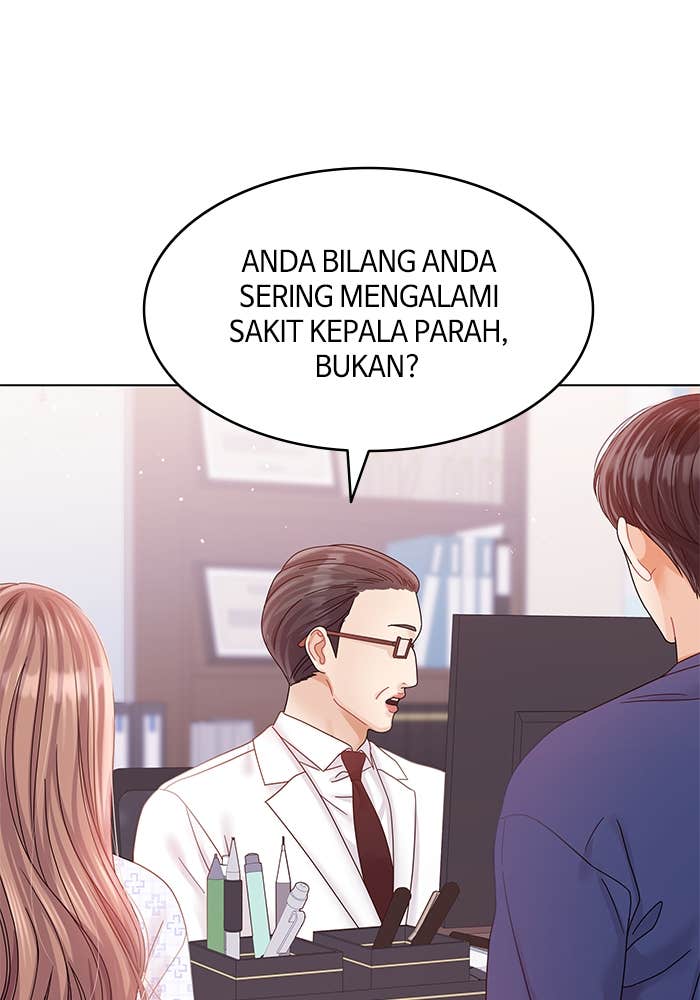 ANDA BILANG ANDA
SERING MENGALAMI
SAKIT KEPALA PARAH,
BUKAN?